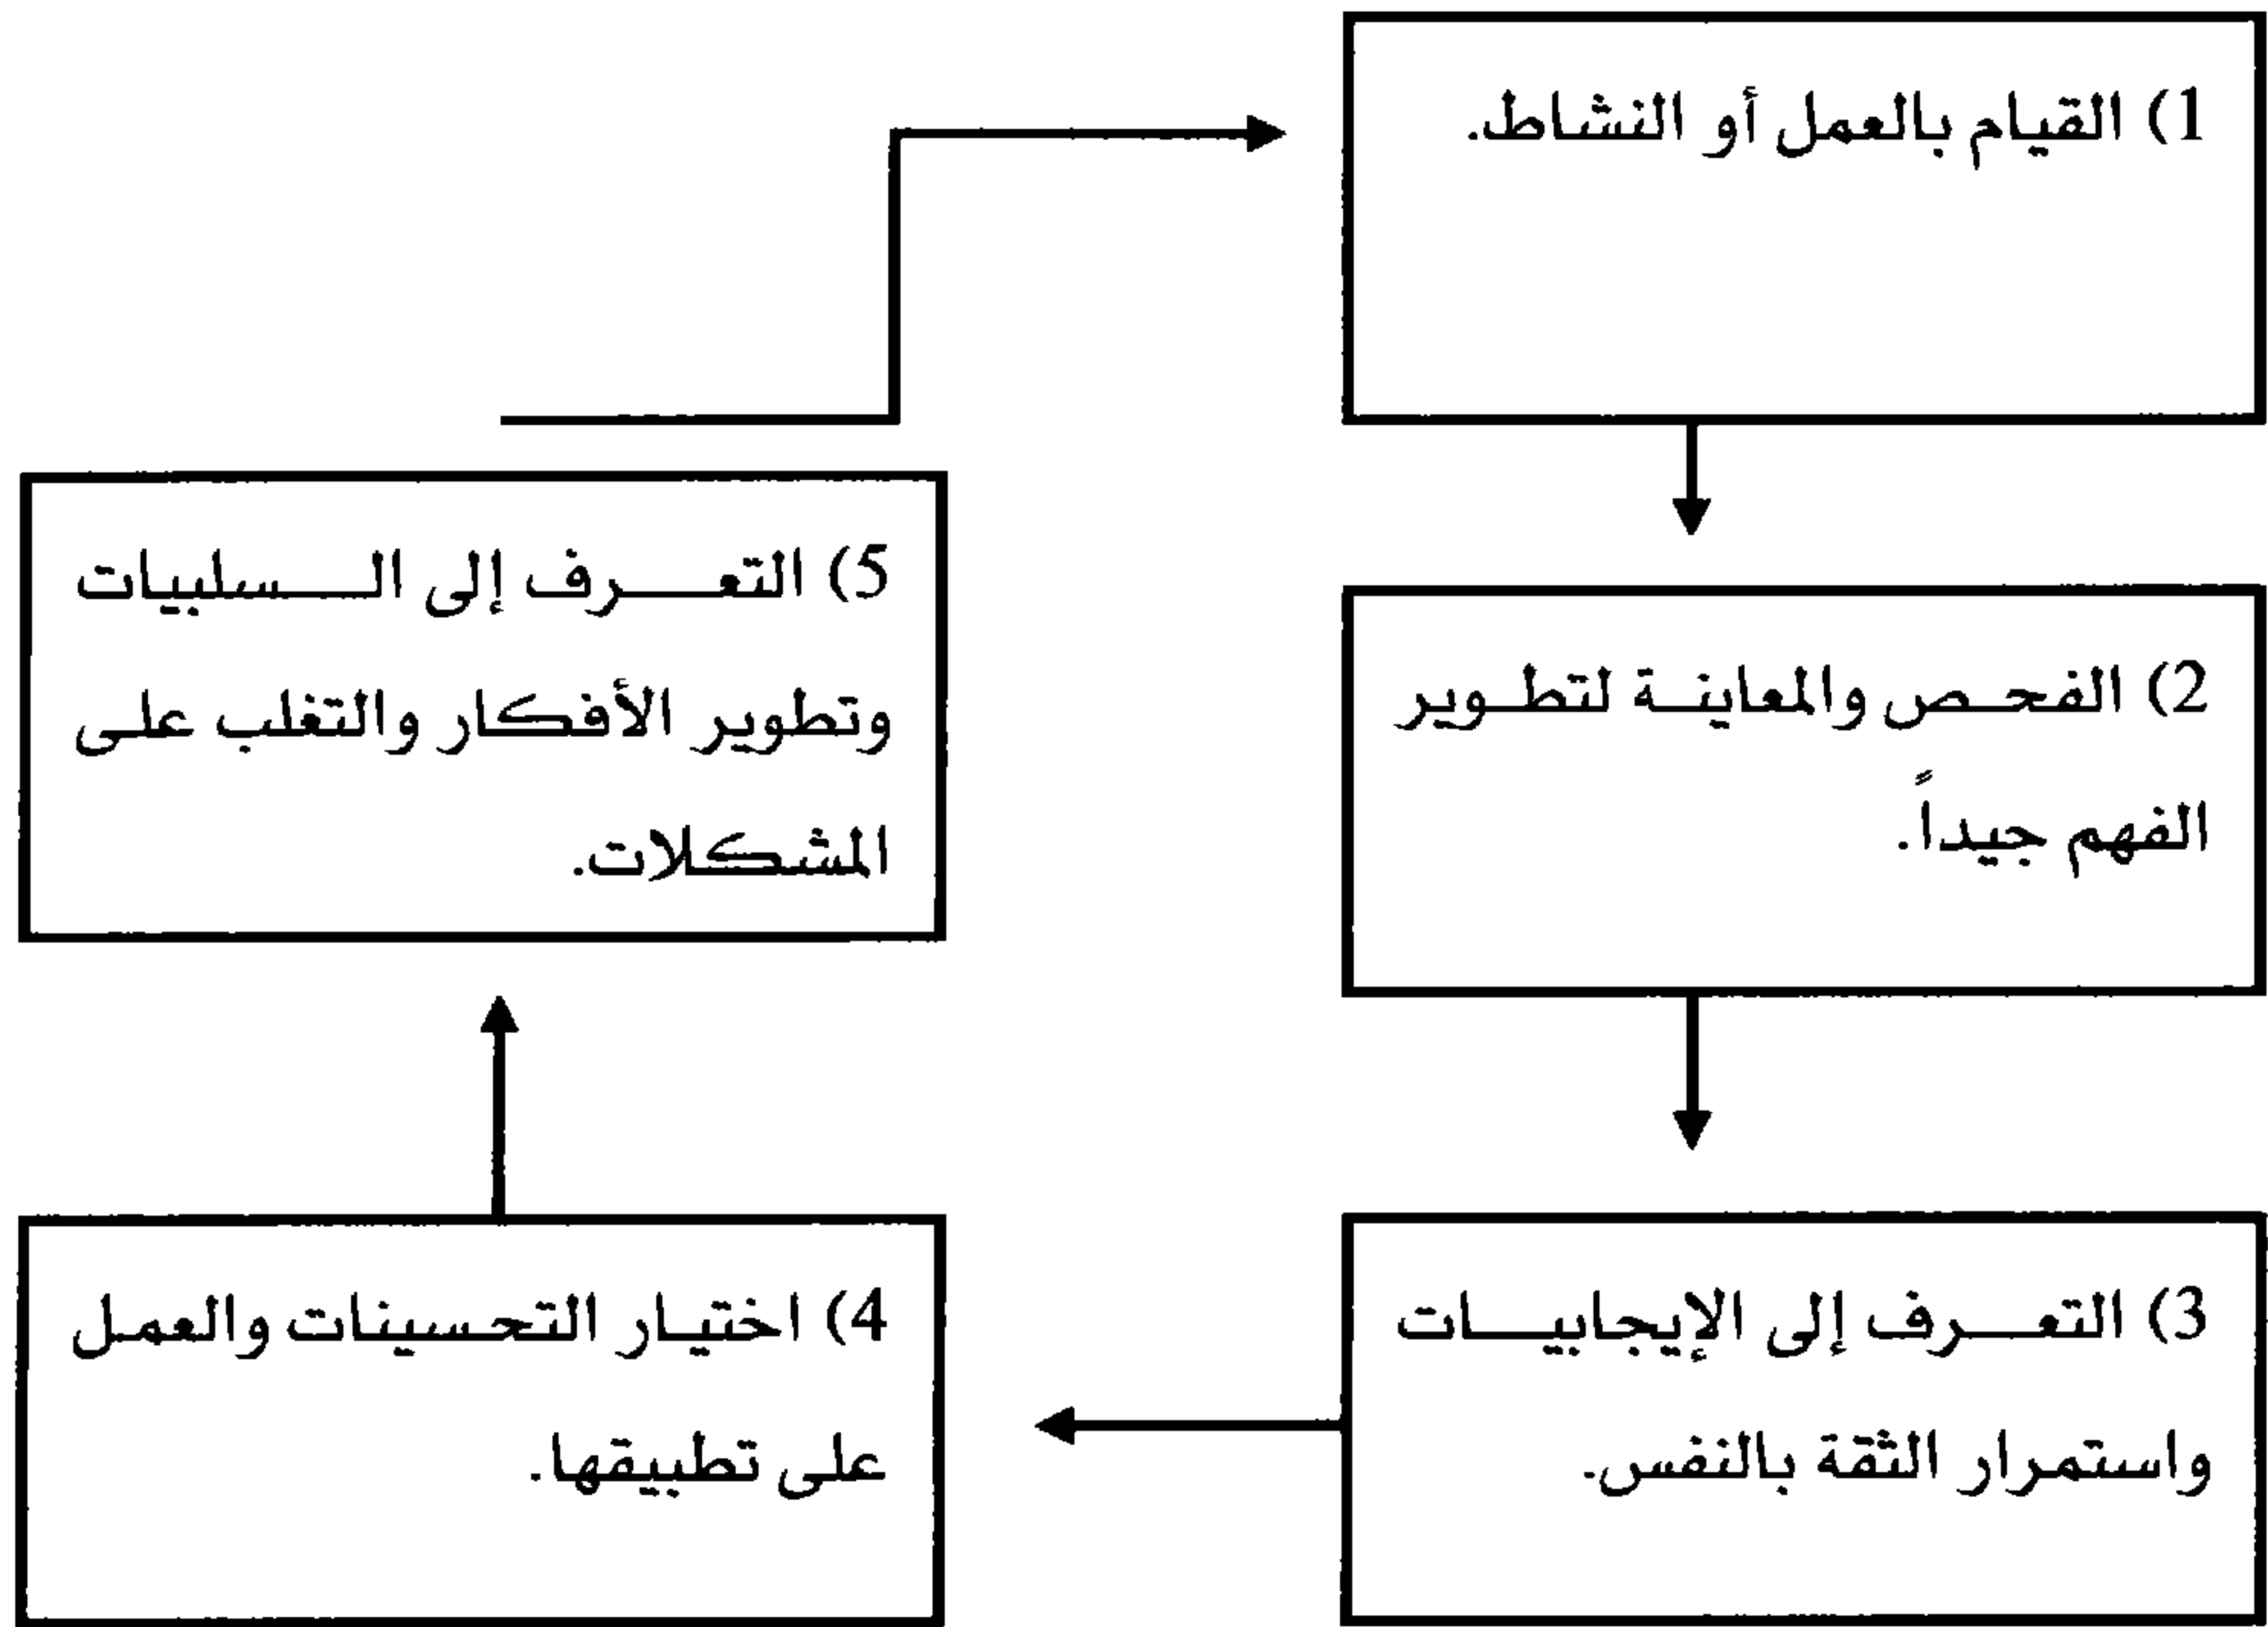 1) القيام بالعمل أو النشاط.
2) الفحص والمعاينة لتطوير
الفهم جيداً.
3) التعرف إلى الإيجابيات
واستمرار الثقة بالنفس.
4) اختيار التحسينات والعمل
على تطبيقها.
5) التعرف إلى السلبيات
وتطوير الأفكار والتغلب على
المشكلات.